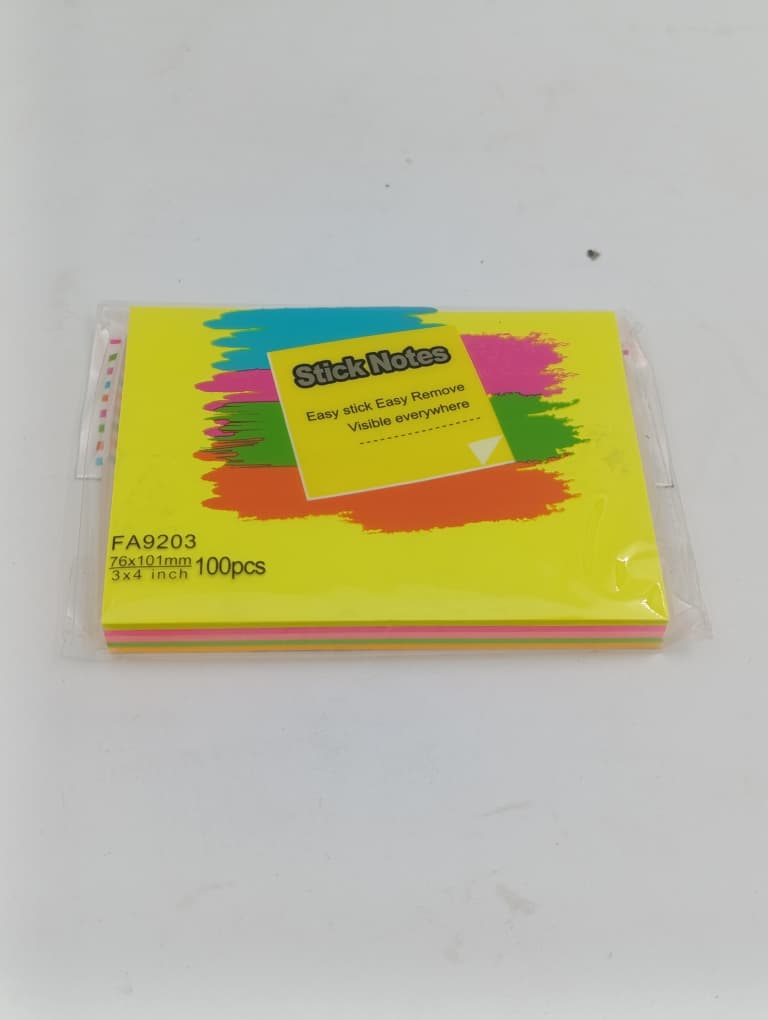 Stick Notes
Easy stick Easy Remove
Visible everywhere
FA9203
76x101mm
3x4 inch
100pcs